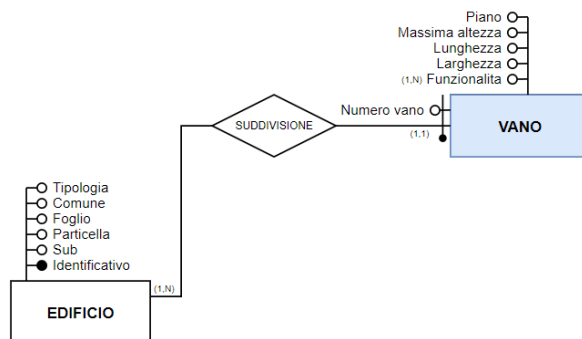 Piano
Massima altezza
Lunghezza
Larghezza
(1,N) Funzionalita
Numero vano
VANO
SUDDIVISIONE
(1,1)
Tipologia
Comune
Foglio
Particella
Sub
Identificativo
(1,N)
EDIFICIO